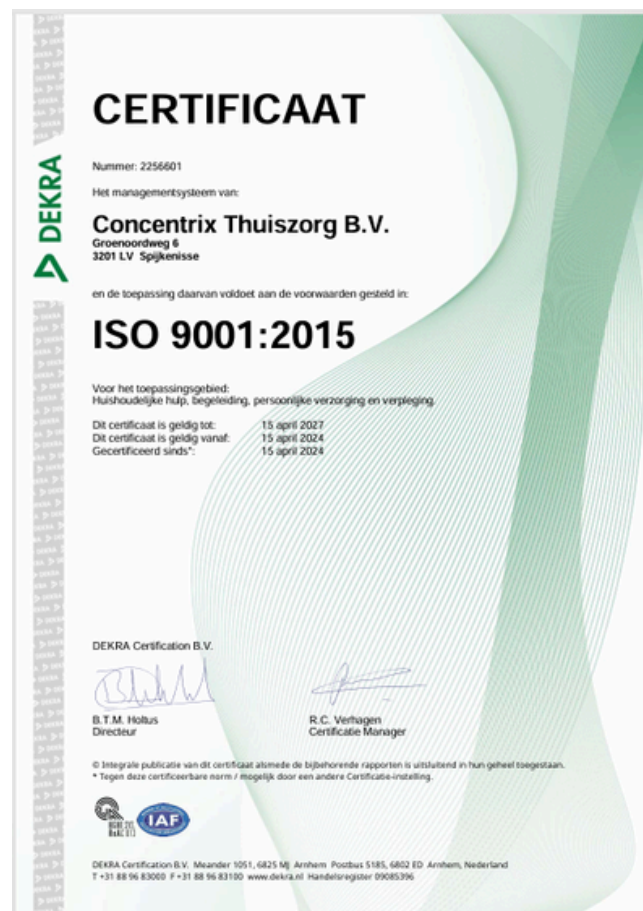 CERTIFICAAT
Nummer: 2256601
Het managementsysteem van:
DEKRA
Concentrix Thuiszorg B.V.
Groenoordweg 6
3201 LV Spijkenisse
en de toepassing daarvan voldoet aan de voorwaarden gesteld in:
ISO 9001:2015
Voor het toepassingsgebied:
Huishoudelijke hulp, begeleiding, persoonlijke verzorging en verpleging.
Dit certificaat is geldig tot: 15 april 2027
Dit certificaat is geldig vanaf: 15 april 2024
Gecertificeerd sinds*: 15 april 2024
DEKRA Certification B.V.
B.T.M. Holtus
Directeur
R.C. Verhagen
Certificatie Manager
© Integrale publicatie van dit certificaat alsmede de bijbehorende rapporten is uitsluitend in hun geheel toegestaan.
* Tegen deze certificeerbare norm / mogelijk door een andere Certificatie-instelling.
IAF
DEKRA Certification B.V. Meander 1051, 6825 MJ Arnhem Postbus 5185, 6802 ED Arnhem, Nederland
T +31 88 96 83000 F +31 88 96 83100 www.dekra.nl Handelsregister 09085396